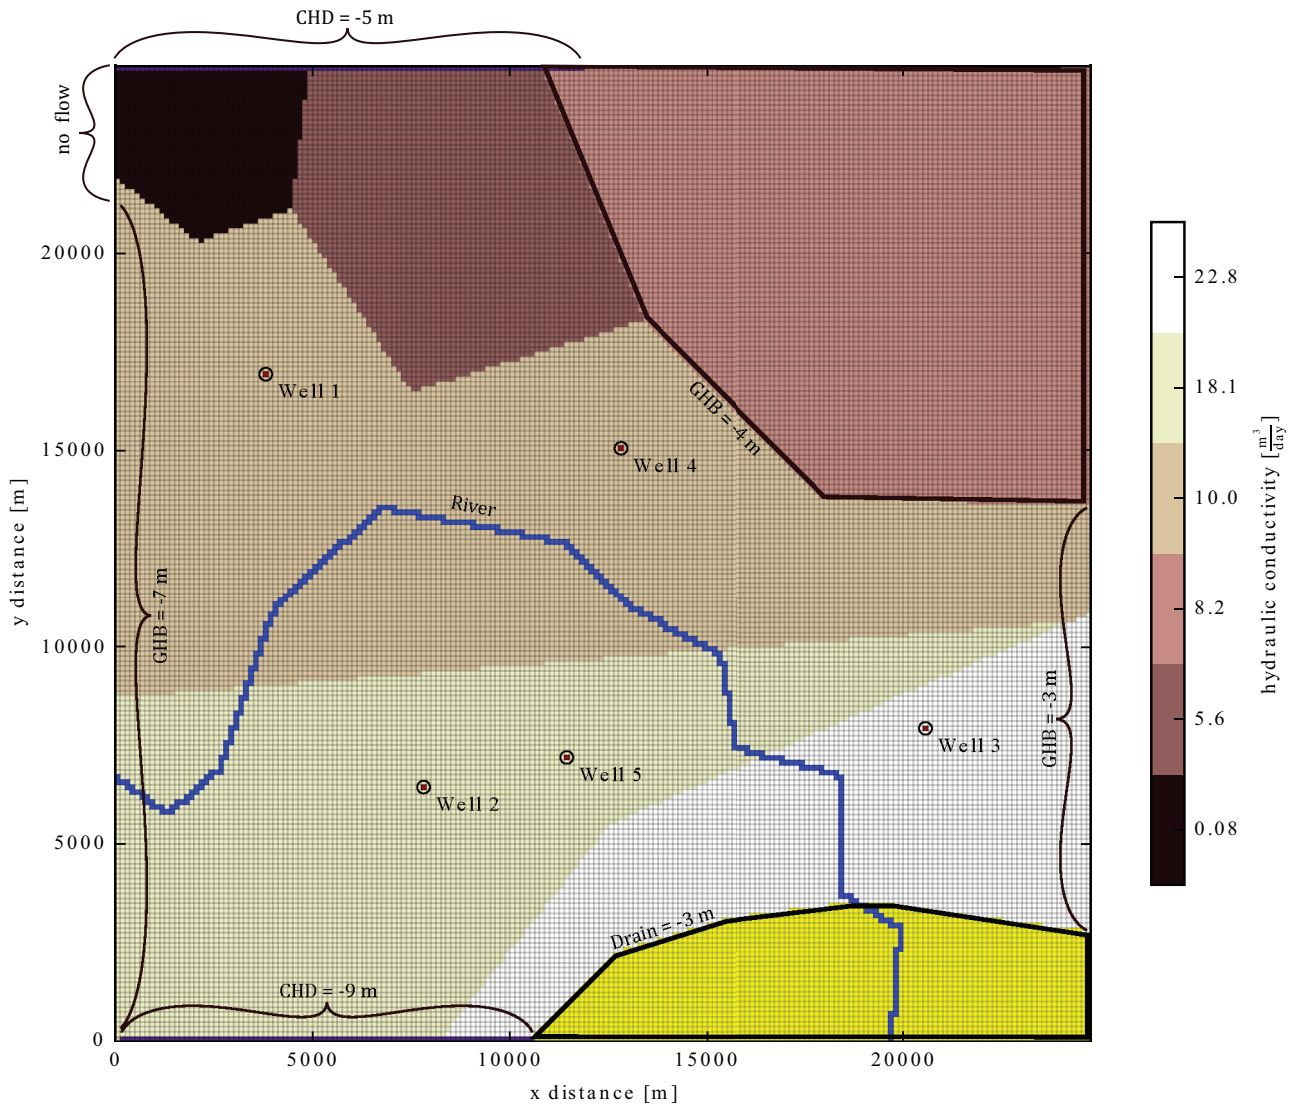 CHD = -5 m
no flow
20000
15000
10000
5000
0
y distance [m]
Well 1
Well 4
GHB = -4 m
River
GHB = -7 m
GHB = -3 m
Well 3
Well 5
Well 2
Drain = -3 m
CHD = -9 m
0
5000
10000
15000
20000
x distance [m]
22.8
18.1
10.0
8.2
5.6
0.08
hydraulic conductivity [m³/day]